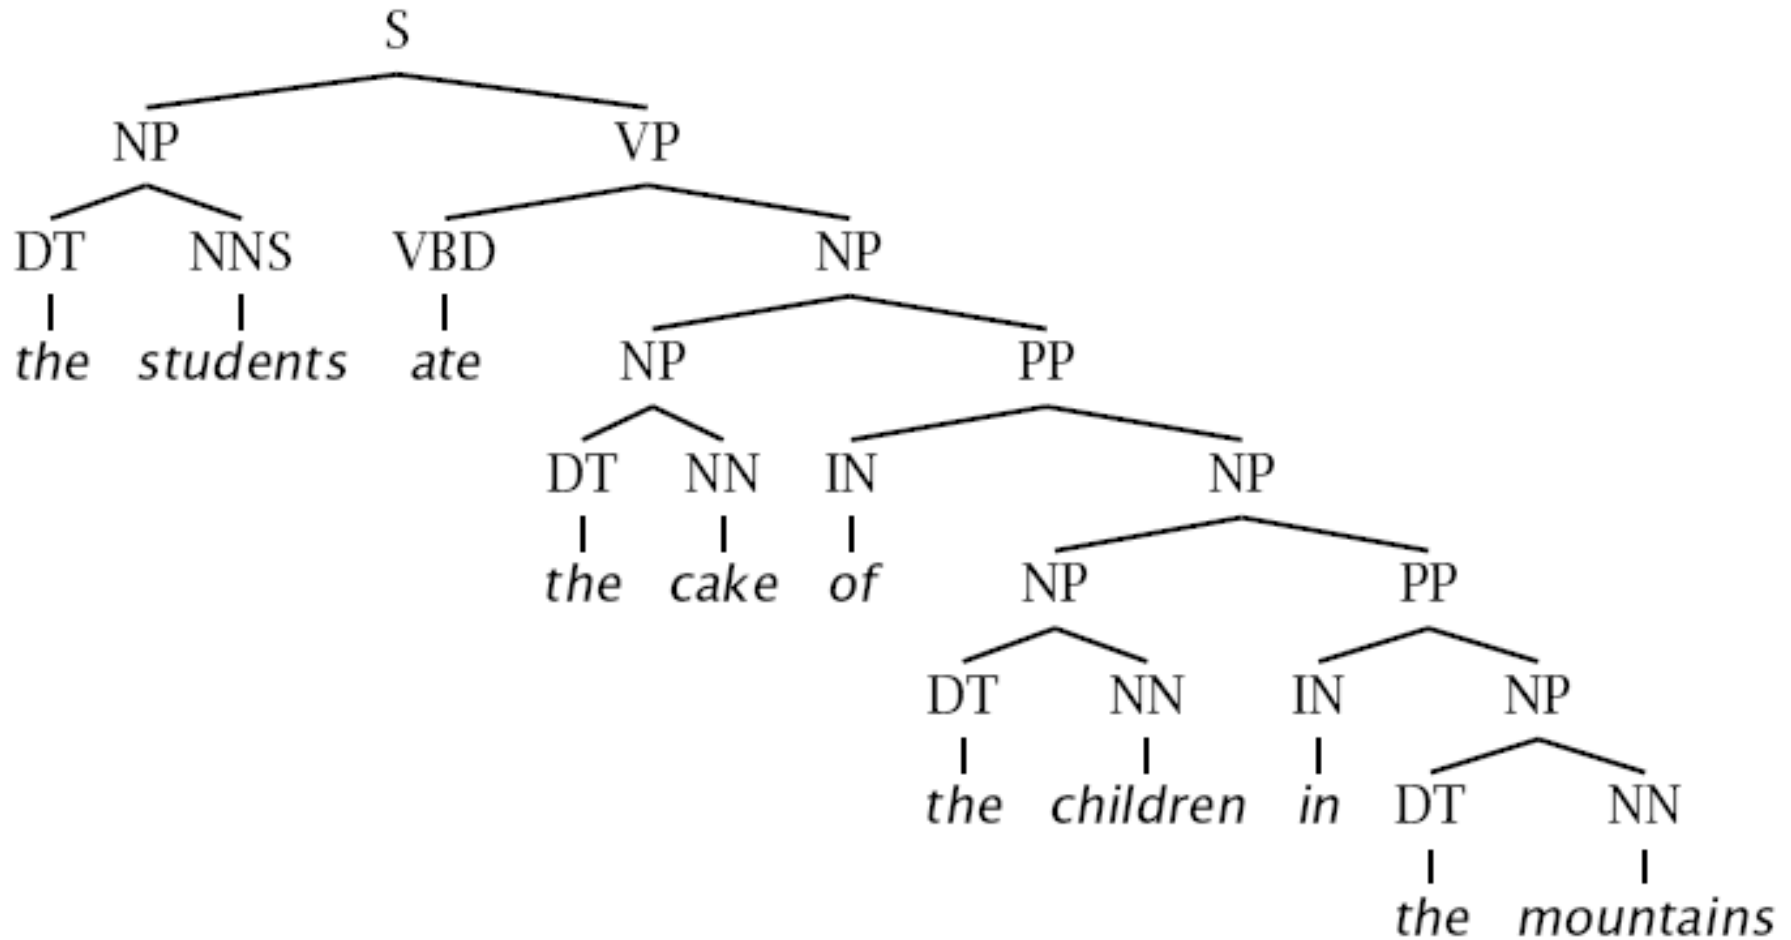 S
NP VP
DT NNS VBD NP
the students ate NP PP
DT NN IN NP
the cake of NP PP
DT NN IN NP
the children in DT NN
the mountains